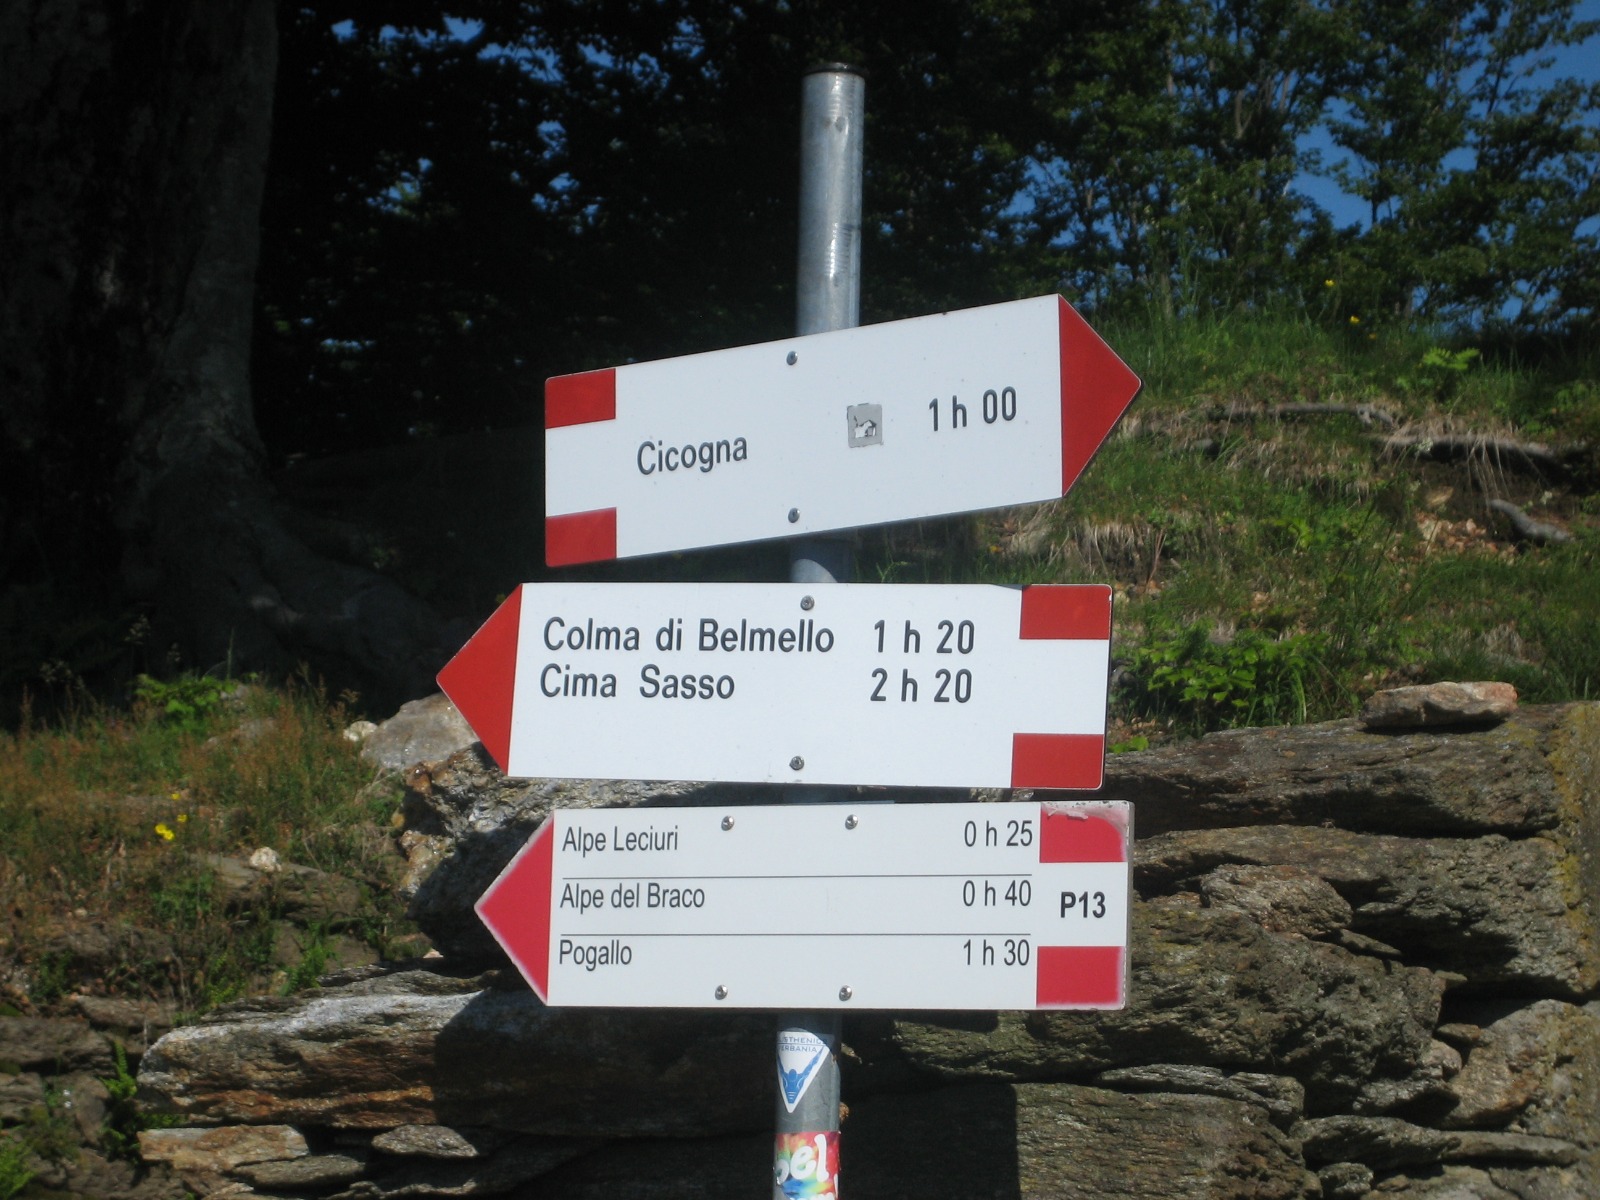 Cicogna 1 h 00
Colma di Belmello 1 h 20
Cima Sasso 2 h 20
Alpe Leciuri 0 h 25
Alpe del Braco 0 h 40
P13
Pogallo 1 h 30